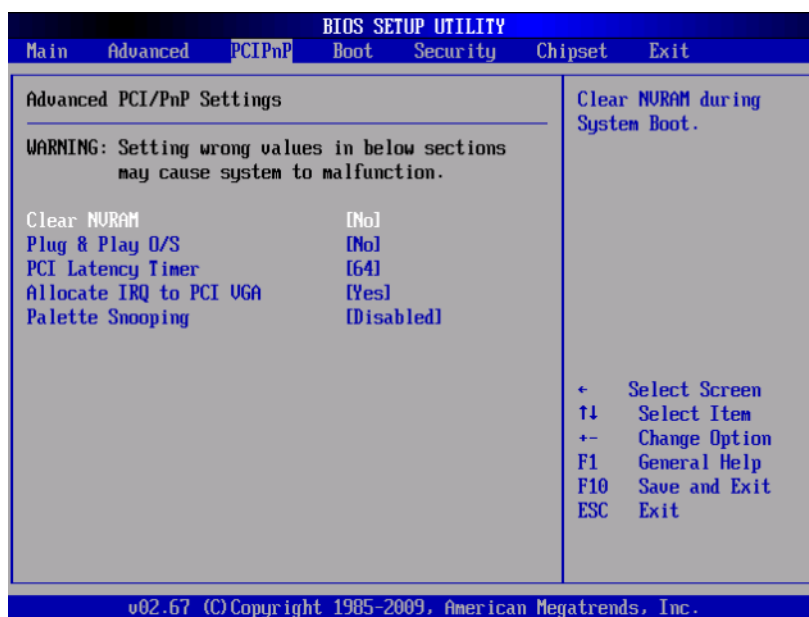 BIOS SETUP UTILITY
Main Advanced PCIPnP Boot Security Chipset Exit
Advanced PCI/PnP Settings
WARNING: Setting wrong values in below sections
may cause system to malfunction.
Clear NVRAM [No]
Plug & Play O/S [No]
PCI Latency Timer [64]
Allocate IRQ to PCI VGA [Yes]
Palette Snooping [Disabled]
Clear NVRAM during
System Boot.
← Select Screen
↑↓ Select Item
+- Change Option
F1 General Help
F10 Save and Exit
ESC Exit
v02.67 (C)Copyright 1985-2009, American Megatrends, Inc.